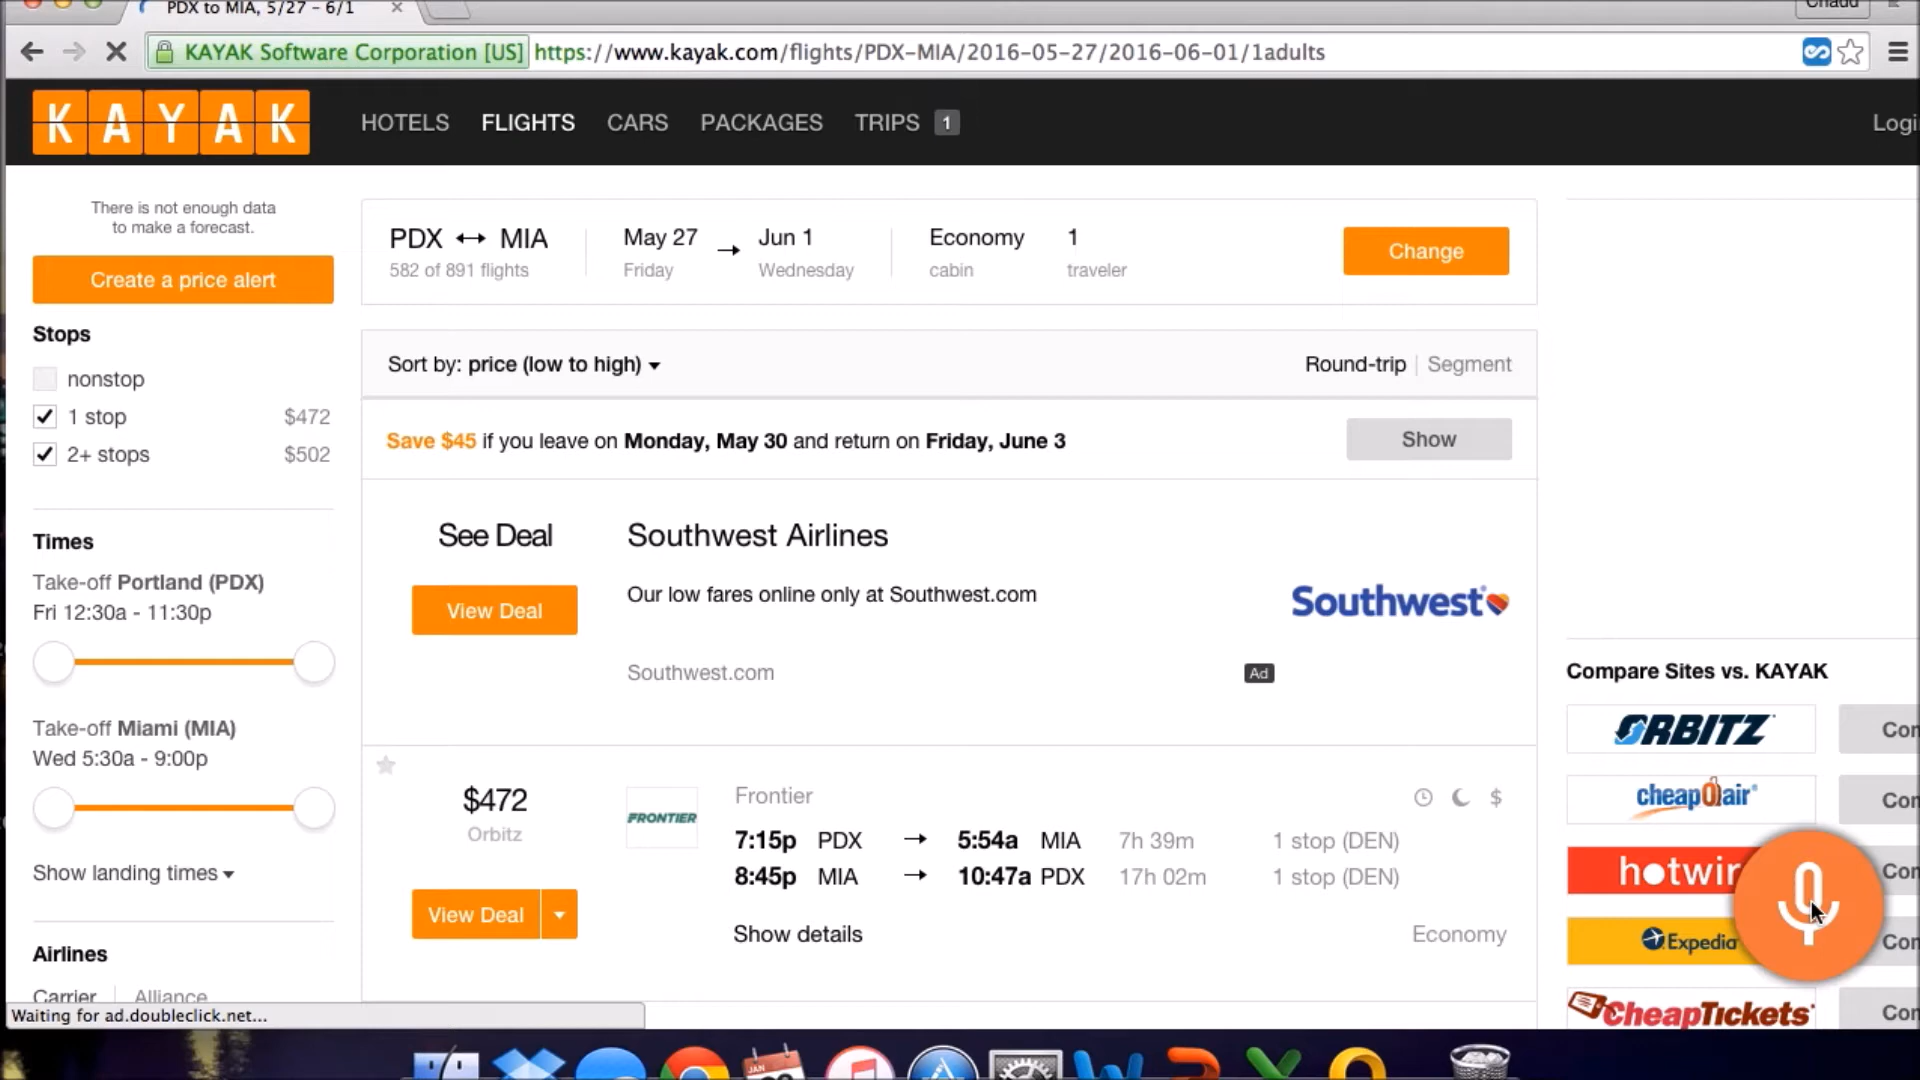 PDX to MIA, 5/27 - 6/1
Chadd
KAYAK Software Corporation [US] https://www.kayak.com/flights/PDX-MIA/2016-05-27/2016-06-01/1adults
KAYAK HOTELS FLIGHTS CARS PACKAGES TRIPS 1
There is not enough data
to make a forecast.
Create a price alert
Stops
nonstop
1 stop $472
2+ stops $502
Times
Take-off Portland (PDX)
Fri 12:30a - 11:30p
Take-off Miami (MIA)
Wed 5:30a - 9:00p
Show landing times
Airlines
Carrier Alliance
Waiting for ad.doubleclick.net...
PDX ↔ MIA May 27 → Jun 1 Economy 1
582 of 891 flights Friday Wednesday cabin traveler
Change
Sort by: price (low to high) Round-trip | Segment
Save $45 if you leave on Monday, May 30 and return on Friday, June 3
Show
See Deal
View Deal
Southwest Airlines
Our low fares online only at Southwest.com
Southwest
Southwest.com
Ad
$472
Orbitz
View Deal
FRONTIER
Frontier
$
7:15p PDX → 5:54a MIA 7h 39m 1 stop (DEN)
8:45p MIA → 10:47a PDX 17h 02m 1 stop (DEN)
Show details Economy
Compare Sites vs. KAYAK
ORBITZ
cheapOair
Expedia
CheapTickets
JAN